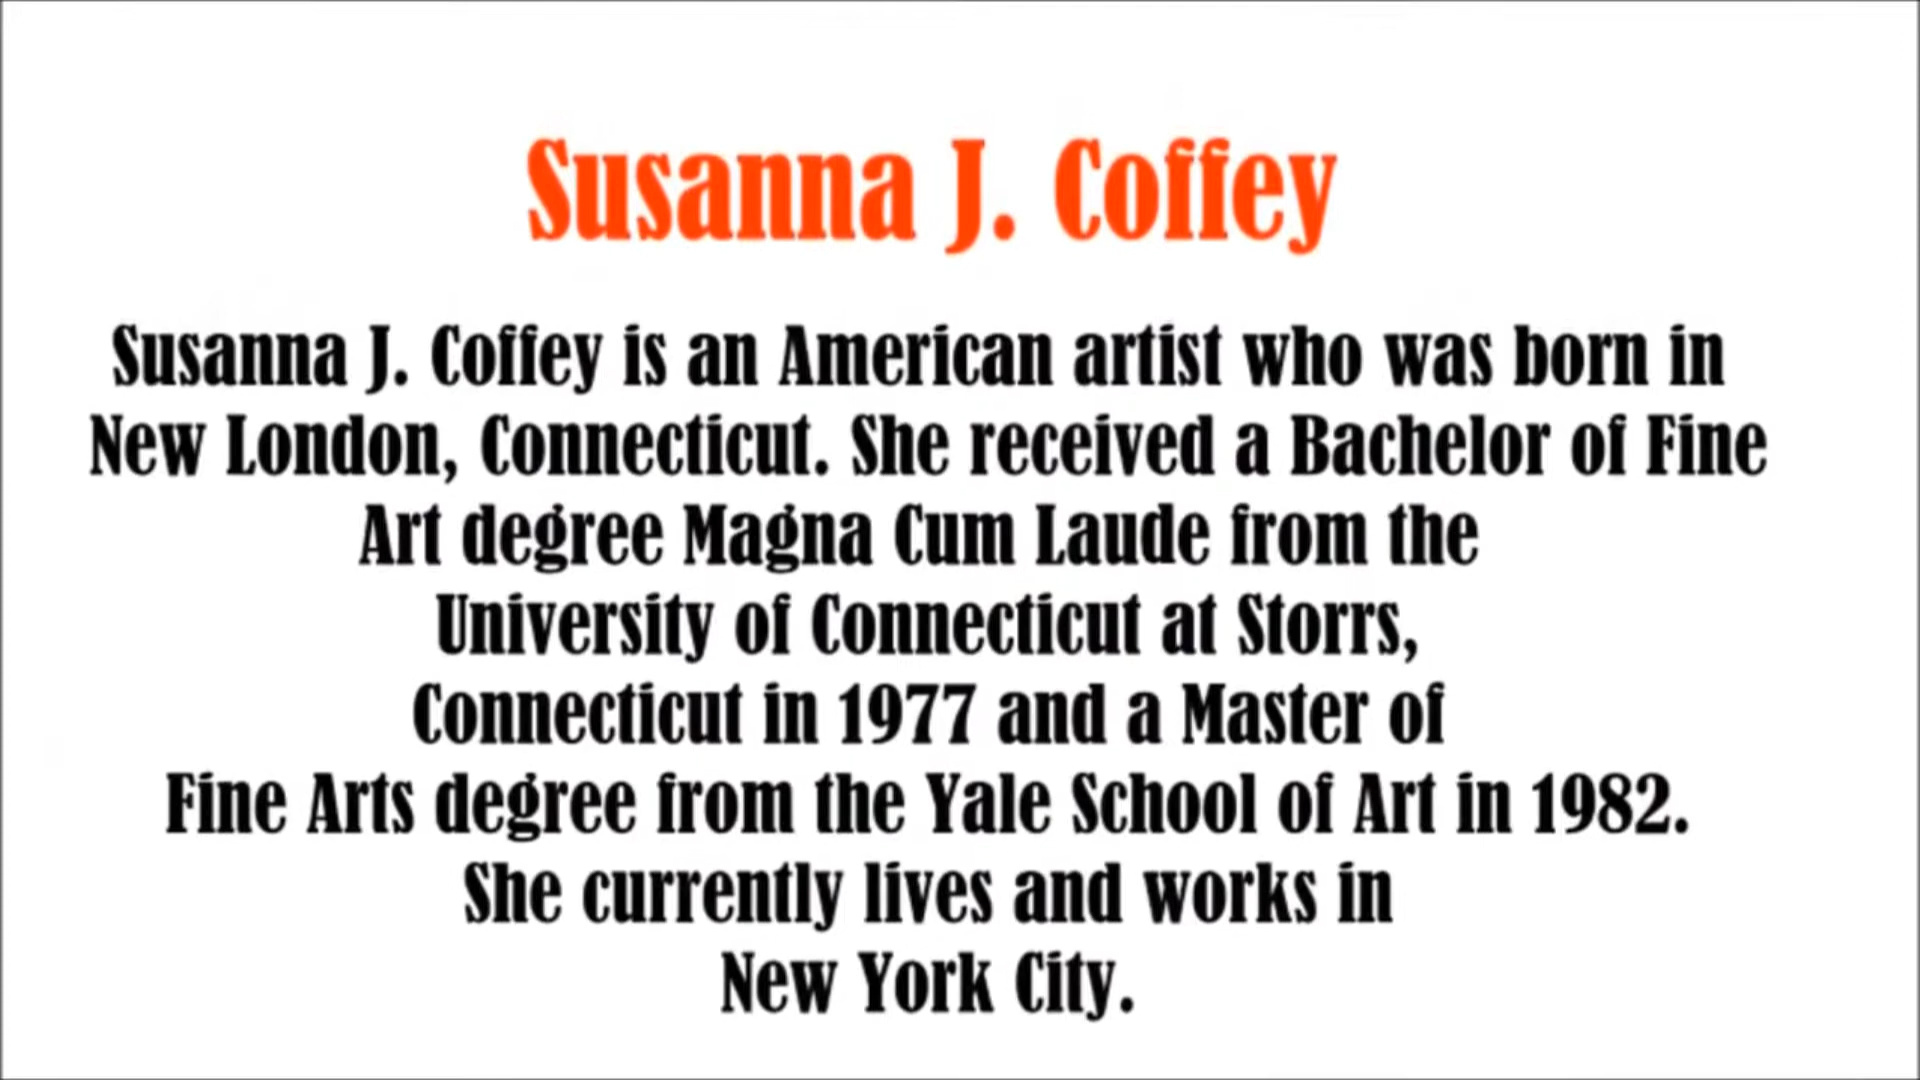 Susanna J. Coffey
Susanna J. Coffey is an American artist who was born in
New London, Connecticut. She received a Bachelor of Fine
Art degree Magna Cum Laude from the
University of Connecticut at Storrs,
Connecticut in 1977 and a Master of
Fine Arts degree from the Yale School of Art in 1982.
She currently lives and works in
New York City.